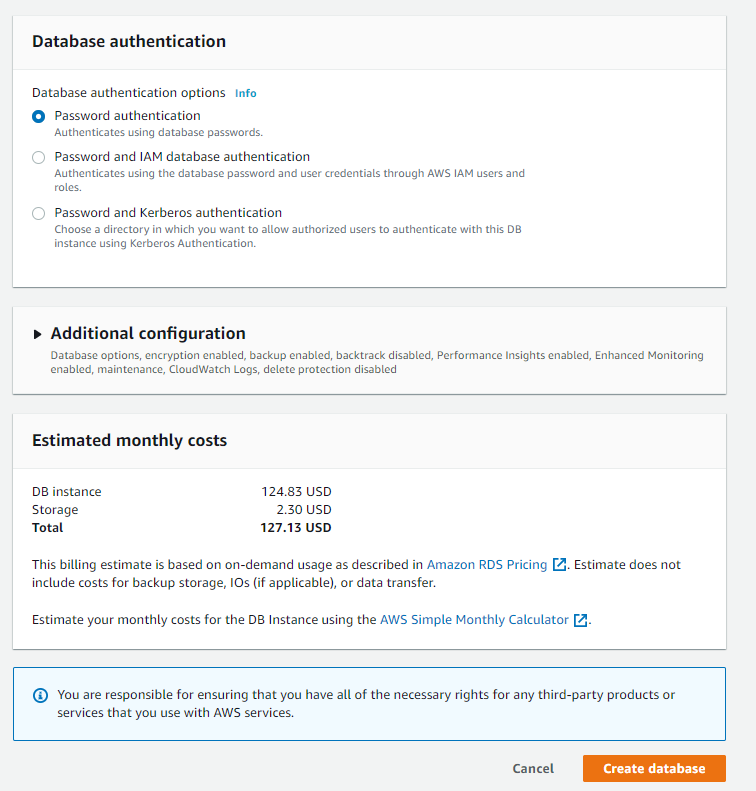 Database authentication
Database authentication options Info
Password authentication
Authenticates using database passwords.
Password and IAM database authentication
Authenticates using the database password and user credentials through AWS IAM users and
roles.
Password and Kerberos authentication
Choose a directory in which you want to allow authorized users to authenticate with this DB
instance using Kerberos Authentication.
Additional configuration
Database options, encryption enabled, backup enabled, backtrack disabled, Performance Insights enabled, Enhanced Monitoring
enabled, maintenance, CloudWatch Logs, delete protection disabled
Estimated monthly costs
DB instance 124.83 USD
Storage 2.30 USD
Total 127.13 USD
This billing estimate is based on on-demand usage as described in Amazon RDS Pricing. Estimate does not
include costs for backup storage, IOs (if applicable), or data transfer.
Estimate your monthly costs for the DB Instance using the AWS Simple Monthly Calculator.
You are responsible for ensuring that you have all of the necessary rights for any third-party products or
services that you use with AWS services.
Cancel Create database